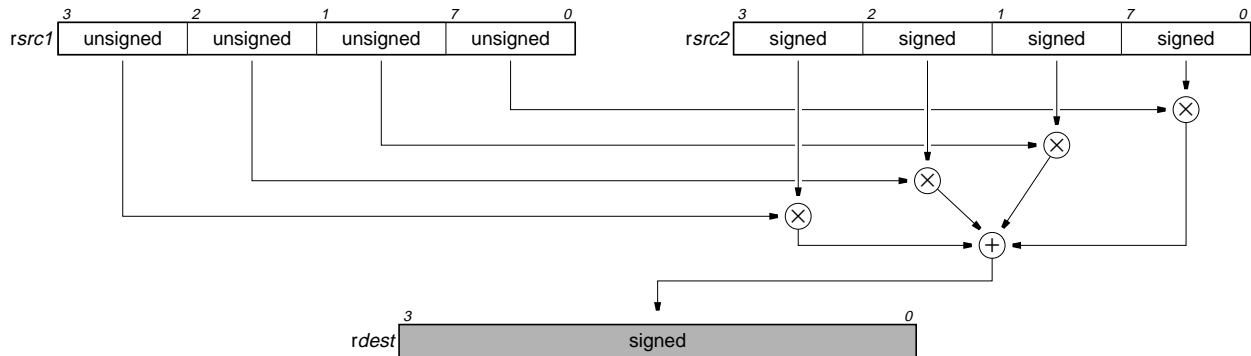 3 2 1 7 0 3 2 1 7 0
rsrc1 unsigned unsigned unsigned unsigned rsrc2 signed signed signed signed
3 0
rdest signed